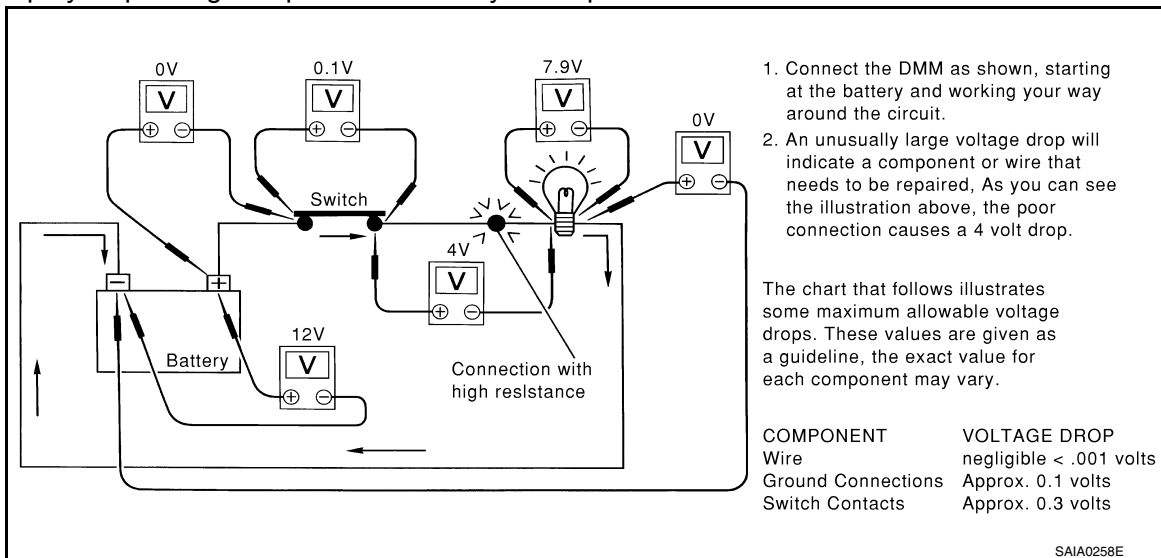 0V
0.1V
7.9V
0V
V
V
V
V
+ −
+ −
+ −
+ −
Switch
4V
V
+ −
− +
Battery
12V
V
+ −
Connection with
high resIstance
1. Connect the DMM as shown, starting
at the battery and working your way
around the circuit.
2. An unusually large voltage drop will
indicate a component or wire that
needs to be repaired, As you can see
the illustration above, the poor
connection causes a 4 volt drop.
The chart that follows illustrates
some maximum allowable voltage
drops. These values are given as
a guideline, the exact value for
each component may vary.
COMPONENT VOLTAGE DROP
Wire negligible < .001 volts
Ground Connections Approx. 0.1 volts
Switch Contacts Approx. 0.3 volts
SAIA0258E